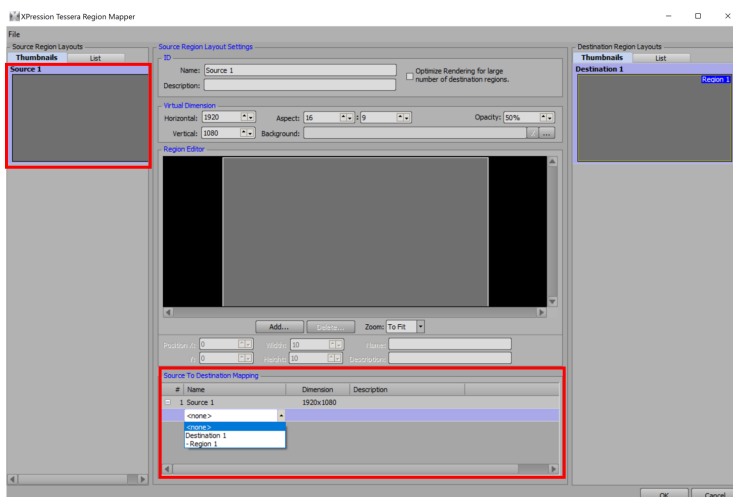 XPression Tessera Region Mapper
File
Source Region Layouts
Thumbnails List
Source 1
Source Region Layout Settings
ID
Name: Source 1
Optimize Rendering for large number of destination regions.
Description:
Virtual Dimension
Horizontal: 1920 Aspect: 16 : 9 Opacity: 50%
Vertical: 1080 Background: / ...
Region Editor
Add... Delete... Zoom: To Fit
Position X: 0 Width: 10 Name:
Y: 0 Height: 10 Description:
Source To Destination Mapping
# Name Dimension Description
1 Source 1 1920x1080
<none>
<none>
Destination 1
-Region 1
Destination Region Layouts
Thumbnails List
Destination 1
Region 1
OK Cancel